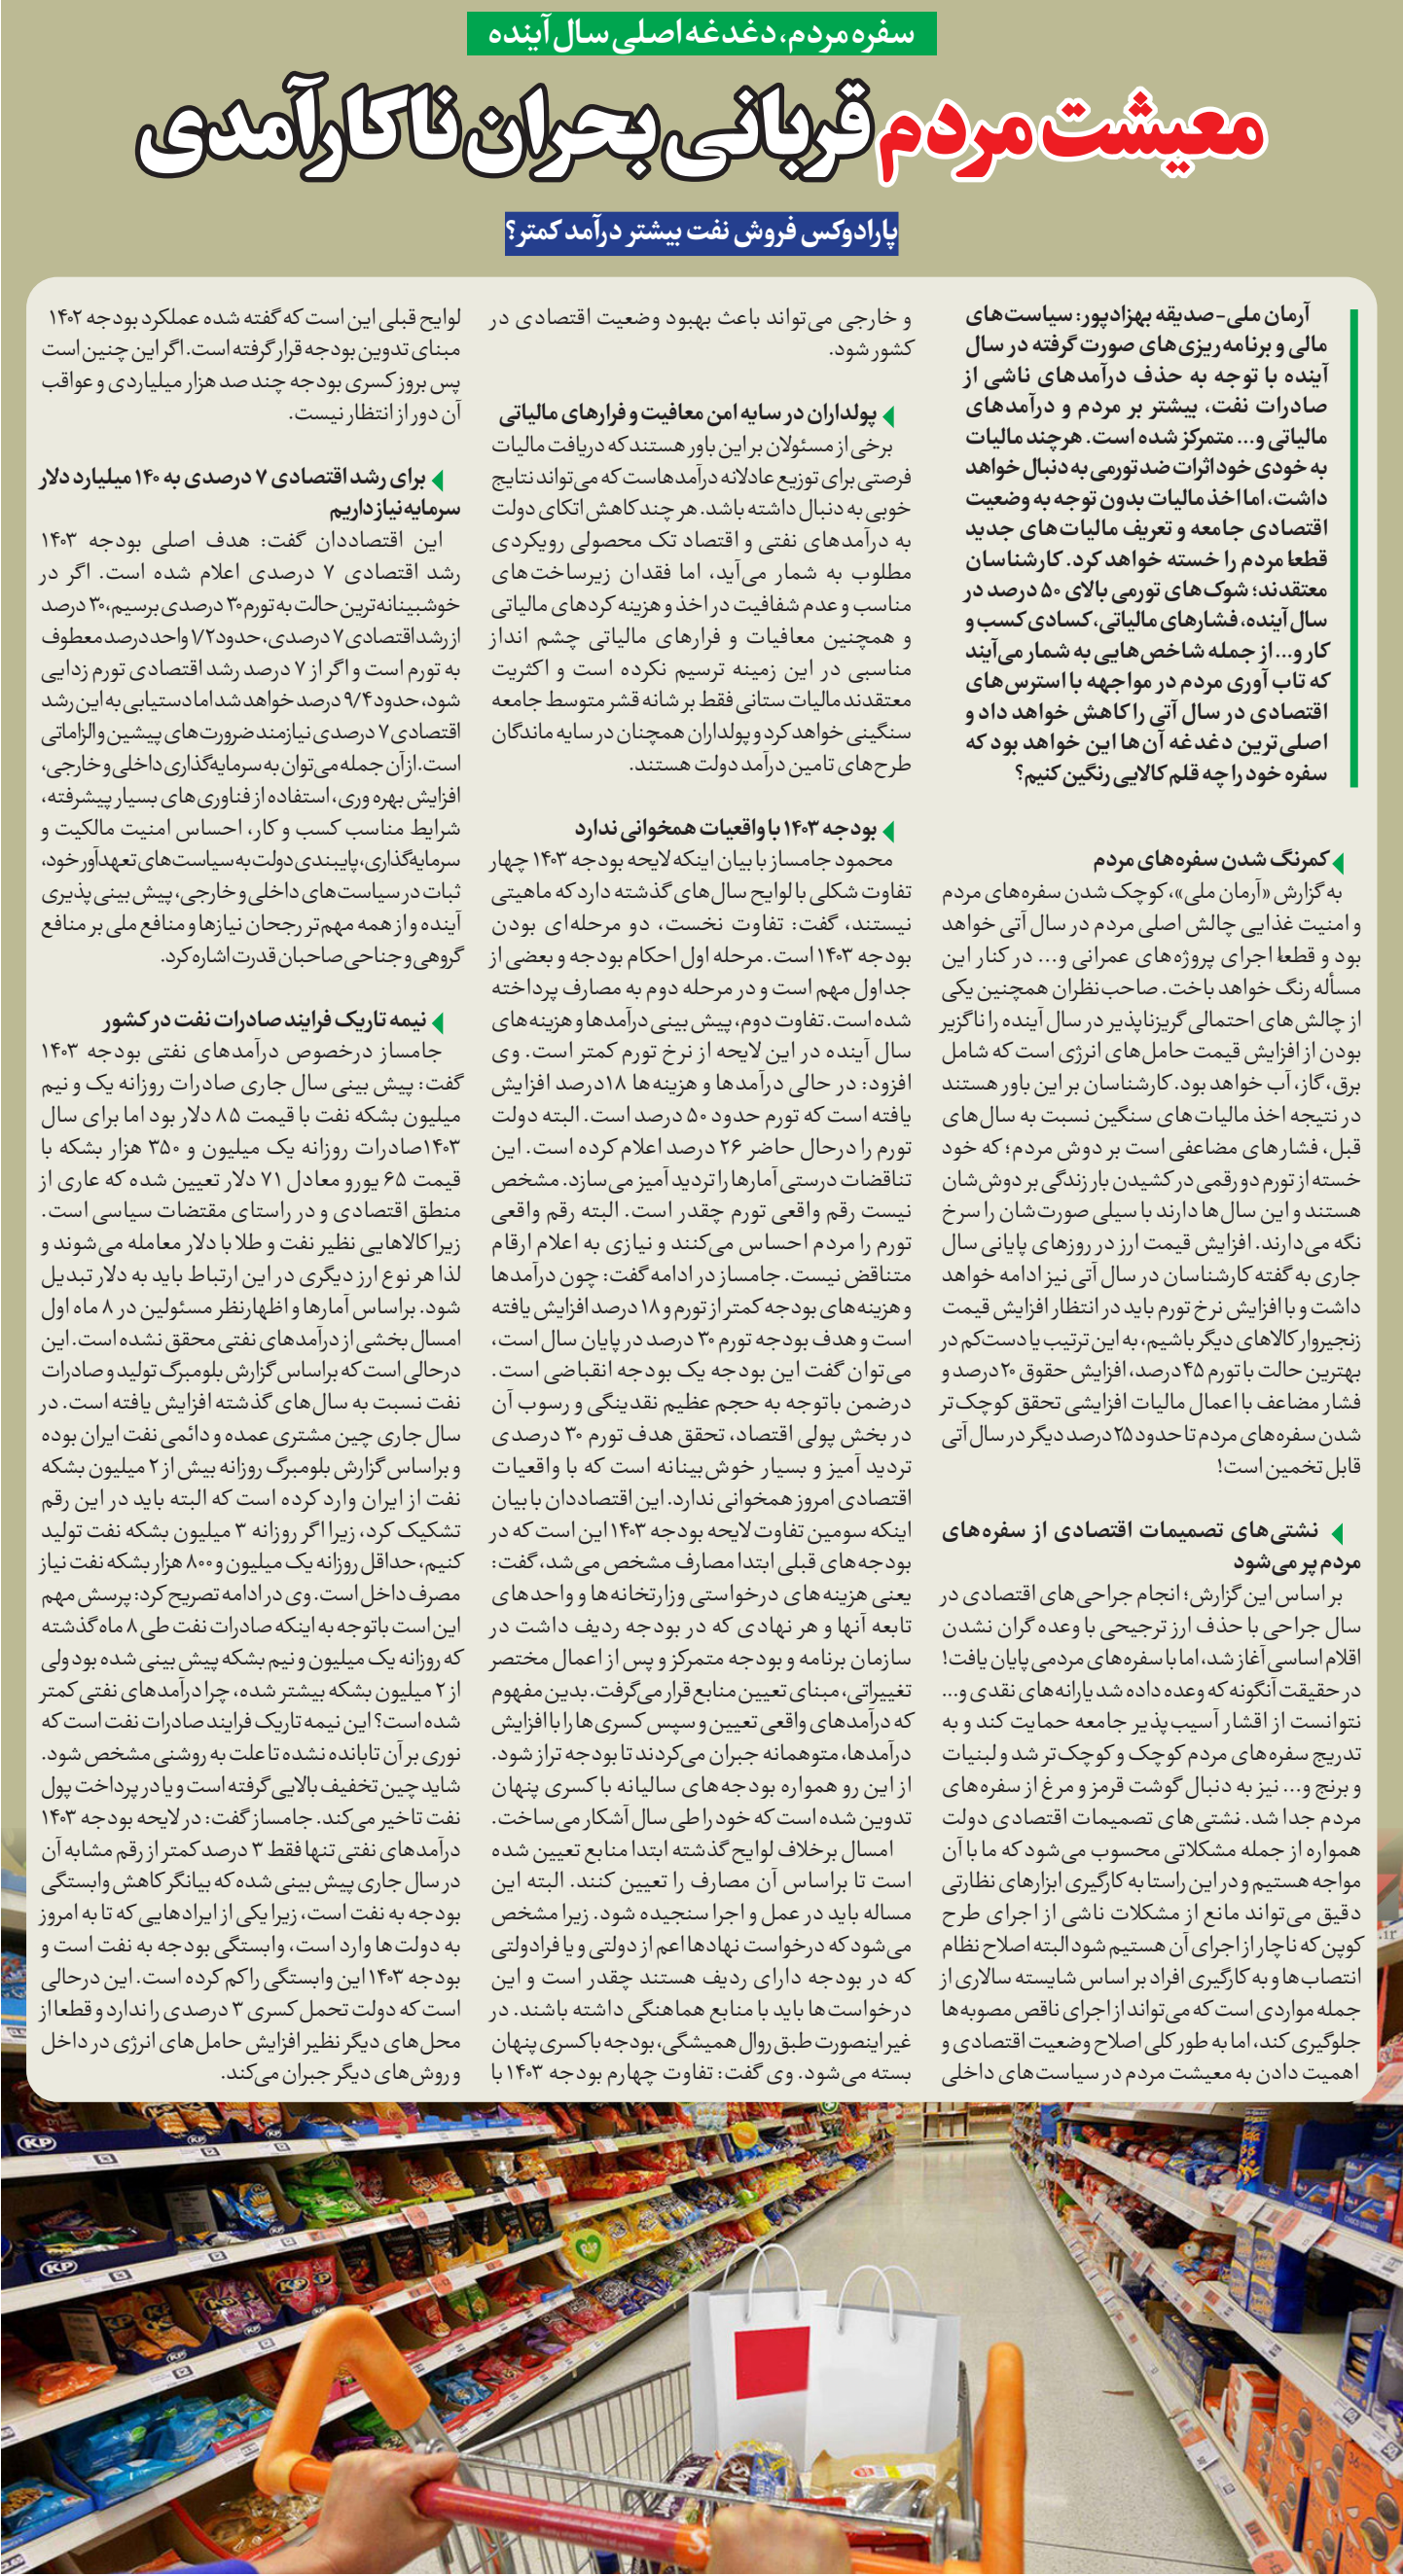 سفره مردم، دغدغه اصلی سال آینده
معیشت مردم قربانی بحران ناکارآمدی
پارادوکس فروش نفت بیشتر درآمد کمتر؟
آرمان ملی- صدیقه بهزادپور: سیاست‌های
مالی و برنامه‌ریزی‌های صورت گرفته در سال
آینده با توجه به حذف درآمدهای ناشی از
صادرات نفت، بیشتر بر مردم و درآمدهای
مالیاتی و... متمرکز شده است. هرچند مالیات
به خودی خود اثرات ضد تورمی به دنبال خواهد
داشت، اما اخذ مالیات بدون توجه به وضعیت
اقتصادی جامعه و تعریف مالیات‌های جدید
قطعا مردم را خسته خواهد کرد. کارشناسان
معتقدند؛ شوک‌های تورمی بالای ۵۰ درصد در
سال آینده، فشارهای مالیاتی، کسادی کسب و
کار و... از جمله شاخص‌هایی به شمار می‌آیند
که تاب آوری مردم در مواجهه با استرس‌های
اقتصادی در سال آتی را کاهش خواهد داد و
اصلی‌ترین دغدغه آن‌ها این خواهد بود که
سفره خود را چه قلم کالایی رنگین کنیم؟
کمرنگ شدن سفره‌های مردم
به گزارش «آرمان ملی»، کوچک شدن سفره‌های مردم
و امنیت غذایی چالش اصلی مردم در سال آتی خواهد
بود و قطعا اجرای پروژه‌های عمرانی و... در کنار این
مسأله رنگ خواهد باخت. صاحب‌نظران همچنین یکی
از چالش‌های احتمالی گریزناپذیر در سال آینده را ناگزیر
بودن از افزایش قیمت حامل‌های انرژی است که شامل
برق، گاز، آب خواهد بود. کارشناسان بر این باور هستند
در نتیجه اخذ مالیات‌های سنگین نسبت به سال‌های
قبل، فشارهای مضاعفی است بر دوش مردم؛ که خود
خسته از تورم دو رقمی در کشیدن بار زندگی بر دوش‌شان
هستند و این سال‌ها دارند با سیلی صورت‌شان را سرخ
نگه می‌دارند. افزایش قیمت ارز در روزهای پایانی سال
جاری به گفته کارشناسان در سال آتی نیز ادامه خواهد
داشت و با افزایش نرخ تورم باید در انتظار افزایش قیمت
زنجیروار کالاهای دیگر باشیم، به این ترتیب یا دست‌کم در
بهترین حالت با تورم ۴۵درصد، افزایش حقوق ۲۰درصد و
فشار مضاعف با اعمال مالیات افزایشی تحقق کوچک‌تر
شدن سفره‌های مردم تا حدود ۲۵درصد دیگر در سال آتی
قابل تخمین است!
نشتی‌های تصمیمات اقتصادی از سفره‌های
مردم پر می‌شود
بر اساس این گزارش؛ انجام جراحی‌های اقتصادی در
سال جراحی با حذف ارز ترجیحی با وعده گران نشدن
اقلام اساسی آغاز شد، اما با سفره‌های مردمی پایان یافت!
در حقیقت آنگونه که وعده داده شد یارانه‌های نقدی و...
نتوانست از اقشار آسیب‌پذیر جامعه حمایت کند و به
تدریج سفره‌های مردم کوچک و کوچک‌تر شد و لبنیات
و برنج و... نیز به دنبال گوشت قرمز و مرغ از سفره‌های
مردم جدا شد. نشتی‌های تصمیمات اقتصادی دولت
همواره از جمله مشکلاتی محسوب می‌شود که ما با آن
مواجه هستیم و در این راستا به کارگیری ابزارهای نظارتی
دقیق می‌تواند مانع از مشکلات ناشی از اجرای طرح
کوپن که ناچار از اجرای آن هستیم شود البته اصلاح نظام
انتصاب‌ها و به کارگیری افراد بر اساس شایسته سالاری از
جمله مواردی است که می‌تواند از اجرای ناقص مصوبه‌ها
جلوگیری کند، اما به طور کلی اصلاح وضعیت اقتصادی و
اهمیت دادن به معیشت مردم در سیاست‌های داخلی
و خارجی می‌تواند باعث بهبود وضعیت اقتصادی در
کشور شود.
پولداران در سایه امن معافیت و فرارهای مالیاتی
برخی از مسئولان بر این باور هستند که دریافت مالیات
فرصتی برای توزیع عادلانه درآمدهاست که می‌تواند نتایج
خوبی به دنبال داشته باشد. هر چند کاهش اتکای دولت
به درآمدهای نفتی و اقتصاد تک محصولی رویکردی
مطلوب به شمار می‌آید، اما فقدان زیرساخت‌های
مناسب و عدم شفافیت در اخذ و هزینه کردهای مالیاتی
و همچنین معافیات و فرارهای مالیاتی چشم انداز
مناسبی در این زمینه ترسیم نکرده است و اکثریت
معتقدند مالیات ستانی فقط بر شانه قشر متوسط جامعه
سنگینی خواهد کرد و پولداران همچنان در سایه ماندگان
طرح‌های تامین درآمد دولت هستند.
بودجه ۱۴۰۳ با واقعیات همخوانی ندارد
محمود جامساز با بیان اینکه لایحه بودجه ۱۴۰۳ چهار
تفاوت شکلی با لوایح سال‌های گذشته دارد که ماهیتی
نیستند، گفت: تفاوت نخست، دو مرحله‌ای بودن
بودجه ۱۴۰۳ است. مرحله اول احکام بودجه و بعضی از
جداول مهم است و در مرحله دوم به مصارف پرداخته
شده است. تفاوت دوم، پیش بینی درآمدها و هزینه‌های
سال آینده در این لایحه از نرخ تورم کمتر است. وی
افزود: در حالی درآمدها و هزینه‌ها ۱۸درصد افزایش
یافته است که تورم حدود ۵۰ درصد است. البته دولت
تورم را درحال حاضر ۲۶ درصد اعلام کرده است. این
تناقضات درستی آمارها را تردید آمیز می‌سازد. مشخص
نیست رقم واقعی تورم چقدر است. البته رقم واقعی
تورم را مردم احساس می‌کنند و نیازی به اعلام ارقام
متناقض نیست. جامساز در ادامه گفت: چون درآمدها
و هزینه‌های بودجه کمتر از تورم و ۱۸ درصد افزایش یافته
است و هدف بودجه تورم ۳۰ درصد در پایان سال است،
می‌توان گفت این بودجه یک بودجه انقباضی است.
درضمن باتوجه به حجم عظیم نقدینگی و رسوب آن
در بخش پولی اقتصاد، تحقق هدف تورم ۳۰ درصدی
تردید آمیز و بسیار خوش‌بینانه است که با واقعیات
اقتصادی امروز همخوانی ندارد. این اقتصاددان با بیان
اینکه سومین تفاوت لایحه بودجه ۱۴۰۳ این است که در
بودجه‌های قبلی ابتدا مصارف مشخص می‌شد، گفت:
یعنی هزینه‌های درخواستی وزارتخانه‌ها و واحدهای
تابعه آنها و هر نهادی که در بودجه ردیف داشت در
سازمان برنامه و بودجه متمرکز و پس از اعمال مختصر
تغییراتی، مبنای تعیین منابع قرار می‌گرفت. بدین مفهوم
که درآمدهای واقعی تعیین و سپس کسری‌ها را با افزایش
درآمدها، متوهمانه جبران می‌کردند تا بودجه تراز شود.
از این رو همواره بودجه‌های سالیانه با کسری پنهان
تدوین شده است که خود را طی سال آشکار می‌ساخت.
امسال برخلاف لوایح گذشته ابتدا منابع تعیین شده
است تا براساس آن مصارف را تعیین کنند. البته این
مساله باید در عمل و اجرا سنجیده شود. زیرا مشخص
می‌شود که درخواست نهادها اعم از دولتی و یا فرادولتی
که در بودجه دارای ردیف هستند چقدر است و این
درخواست‌ها باید با منابع هماهنگی داشته باشند. در
غیر اینصورت طبق روال همیشگی، بودجه با کسری پنهان
بسته می‌شود. وی گفت: تفاوت چهارم بودجه ۱۴۰۳ با
لوایح قبلی این است که گفته شده عملکرد بودجه ۱۴۰۲
مبنای تدوین بودجه قرار گرفته است. اگر این چنین است
پس بروز کسری بودجه چند صد هزار میلیاردی و عواقب
آن دور از انتظار نیست.
برای رشد اقتصادی ۷ درصدی به ۱۴۰ میلیارد دلار
سرمایه نیاز داریم
این اقتصاددان گفت: هدف اصلی بودجه ۱۴۰۳
رشد اقتصادی ۷ درصدی اعلام شده است. اگر در
خوشبینانه‌ترین حالت به تورم ۳۰ درصدی برسیم، ۳۰ درصد
از رشد اقتصادی ۷ درصدی، حدود ۱/۲ واحد درصد معطوف
به تورم است و اگر از ۷ درصد رشد اقتصادی تورم زدایی
شود، حدود ۹/۴ درصد خواهد شد اما دستیابی به این رشد
اقتصادی ۷ درصدی نیازمند ضرورت‌های پیشین و الزاماتی
است. از آن جمله می‌توان به سرمایه‌گذاری داخلی و خارجی،
افزایش بهره وری، استفاده از فناوری‌های بسیار پیشرفته،
شرایط مناسب کسب و کار، احساس امنیت مالکیت و
سرمایه‌گذاری، پایبندی دولت به سیاست‌های تعهدآور خود،
ثبات در سیاست‌های داخلی و خارجی، پیش بینی پذیری
آینده و از همه مهم‌تر رجحان نیازها و منافع ملی بر منافع
گروهی و جناحی صاحبان قدرت اشاره کرد.
نیمه تاریک فرایند صادرات نفت در کشور
جامساز درخصوص درآمدهای نفتی بودجه ۱۴۰۳
گفت: پیش بینی سال جاری صادرات روزانه یک و نیم
میلیون بشکه نفت با قیمت ۸۵ دلار بود اما برای سال
۱۴۰۳صادرات روزانه یک میلیون و ۳۵۰ هزار بشکه با
قیمت ۶۵ یورو معادل ۷۱ دلار تعیین شده که عاری از
منطق اقتصادی و در راستای مقتضات سیاسی است.
زیرا کالاهایی نظیر نفت و طلا با دلار معامله می‌شوند و
لذا هر نوع ارز دیگری در این ارتباط باید به دلار تبدیل
شود. براساس آمارها و اظهارنظر مسئولین در ۸ ماه اول
امسال بخشی از درآمدهای نفتی محقق نشده است. این
درحالی است که براساس گزارش بلومبرگ تولید و صادرات
نفت نسبت به سال‌های گذشته افزایش یافته است. در
سال جاری چین مشتری عمده و دائمی نفت ایران بوده
و براساس گزارش بلومبرگ روزانه بیش از ۲ میلیون بشکه
نفت از ایران وارد کرده است که البته باید در این رقم
تشکیک کرد، زیرا اگر روزانه ۳ میلیون بشکه نفت تولید
کنیم، حداقل روزانه یک میلیون و ۸۰۰ هزار بشکه نفت نیاز
مصرف داخل است. وی در ادامه تصریح کرد: پرسش مهم
این است باتوجه به اینکه صادرات نفت طی ۸ ماه گذشته
که روزانه یک میلیون و نیم بشکه پیش بینی شده بود ولی
از ۲ میلیون بشکه بیشتر شده، چرا درآمدهای نفتی کمتر
شده است؟ این نیمه تاریک فرایند صادرات نفت است که
نوری بر آن تابانده نشده تا علت به روشنی مشخص شود.
شاید چین تخفیف بالایی گرفته است و یا در پرداخت پول
نفت تاخیر می‌کند. جامساز گفت: در لایحه بودجه ۱۴۰۳
درآمدهای نفتی تنها فقط ۳ درصد کمتر از رقم مشابه آن
در سال جاری پیش بینی شده که بیانگر کاهش وابستگی
بودجه به نفت است، زیرا یکی از ایرادهایی که تا به امروز
به دولت‌ها وارد است، وابستگی بودجه به نفت است و
بودجه ۱۴۰۳ این وابستگی را کم کرده است. این درحالی
است که دولت تحمل کسری ۳ درصدی را ندارد و قطعا از
محل‌های دیگر نظیر افزایش حامل‌های انرژی در داخل
و روش‌های دیگر جبران می‌کند.
KP
KP
KP
KP